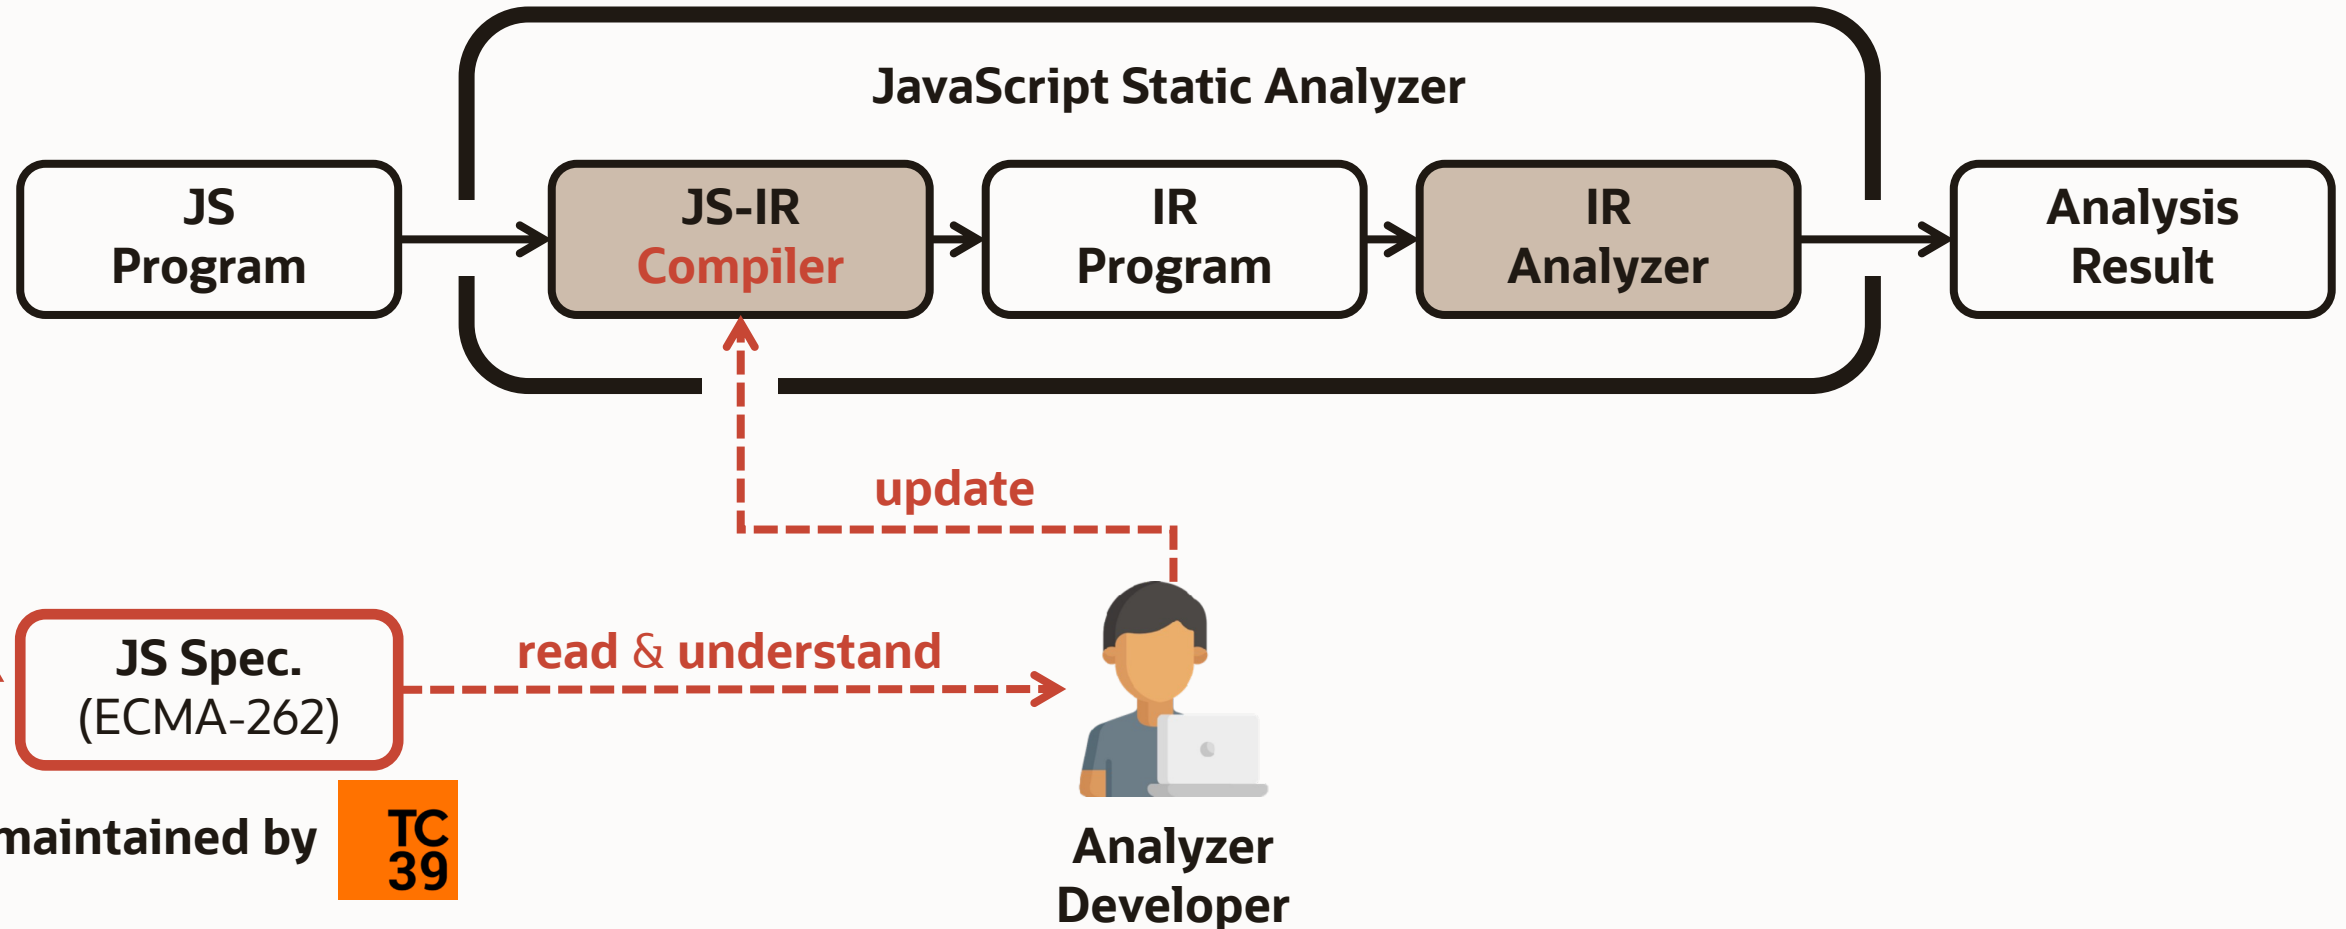 JavaScript Static Analyzer
JS
Program
JS-IR
Compiler
IR
Program
IR
Analyzer
Analysis
Result
update
JS Spec.
(ECMA-262)
read & understand
maintained by
TC
39
Analyzer
Developer